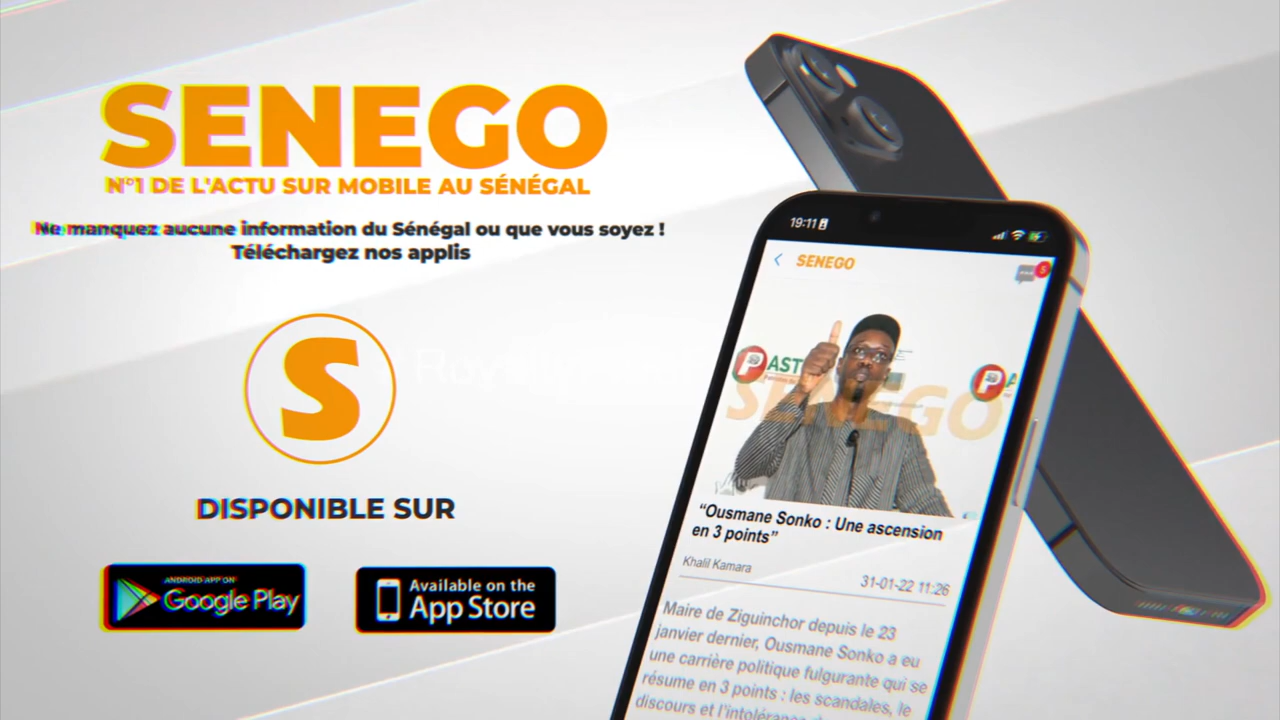 SENEGO
N°1 DE L'ACTU SUR MOBILE AU SÉNÉGAL
Ne manquez aucune information du Sénégal ou que vous soyez !
Téléchargez nos applis
S
DISPONIBLE SUR
ANDROID APP ON
Google Play
Available on the
App Store
19:11
SENEGO
5
PAST
P
SENEGO
“Ousmane Sonko : Une ascension
en 3 points”
Khalil Kamara
31-01-22 11:26
Maire de Ziguinchor depuis le 23
janvier dernier, Ousmane Sonko a eu
une carrière politique fulgurante qui se
résume en 3 points : les scandales, le
discours et l'intolérance